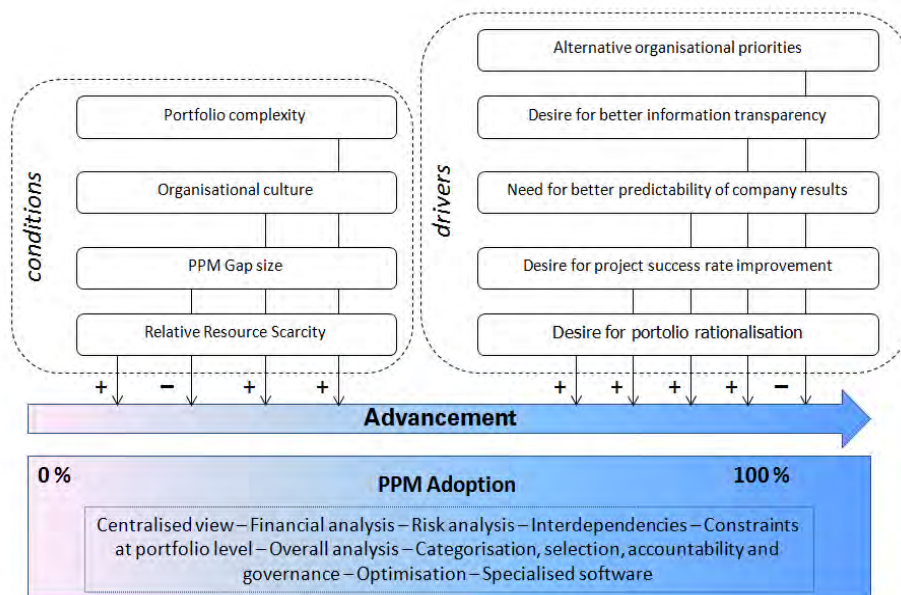 conditions
Portfolio complexity
Organisational culture
PPM Gap size
Relative Resource Scarcity
+ − + +
drivers
Alternative organisational priorities
Desire for better information transparency
Need for better predictability of company results
Desire for project success rate improvement
Desire for portolio rationalisation
+ + + + −
Advancement
0 %
PPM Adoption
100 %
Centralised view – Financial analysis – Risk analysis – Interdependencies – Constraints
at portfolio level – Overall analysis – Categorisation, selection, accountability and
governance – Optimisation – Specialised software